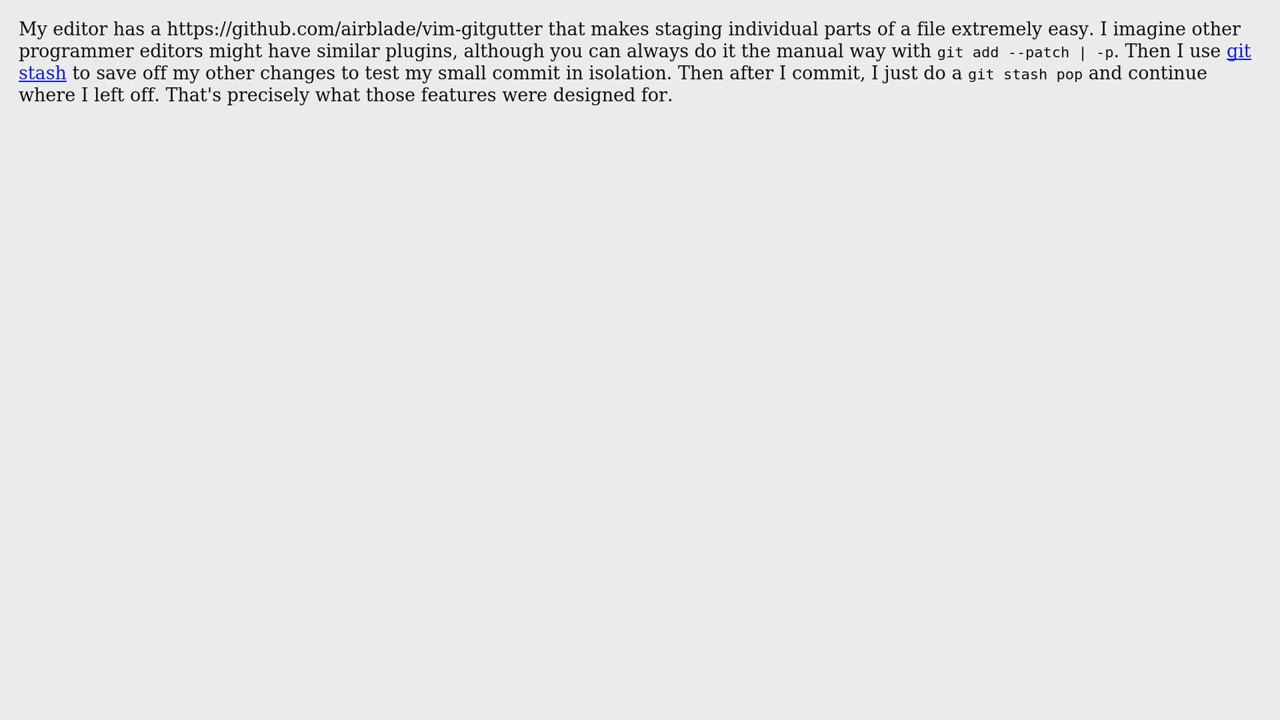 My editor has a https://github.com/airblade/vim-gitgutter that makes staging individual parts of a file extremely easy. I imagine other
programmer editors might have similar plugins, although you can always do it the manual way with git add --patch | -p. Then I use git
stash to save off my other changes to test my small commit in isolation. Then after I commit, I just do a git stash pop and continue
where I left off. That's precisely what those features were designed for.